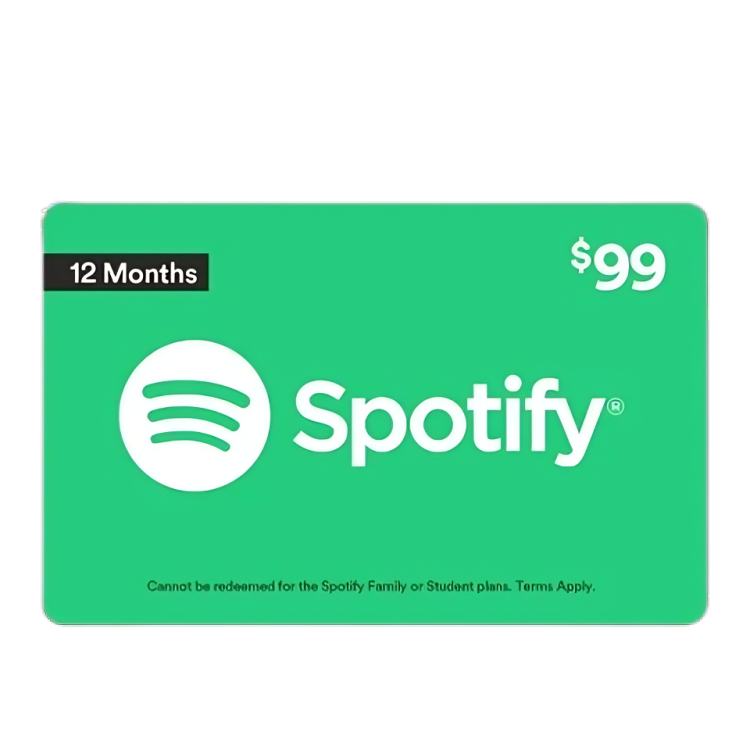 12 Months
$99
Spotify®
Cannot be redeemed for the Spotify Family or Student plans. Terms Apply.